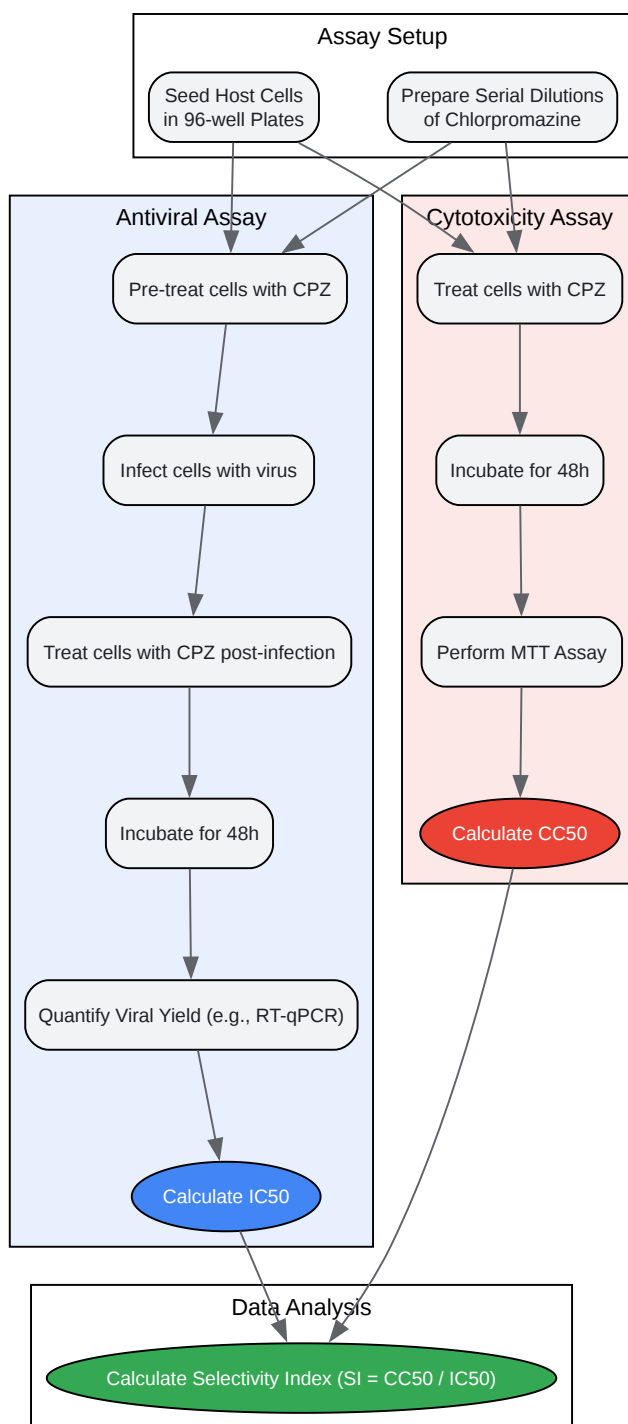 Assay Setup
Seed Host Cells
in 96-well Plates
Prepare Serial Dilutions
of Chlorpromazine
Antiviral Assay
Pre-treat cells with CPZ
Infect cells with virus
Treat cells with CPZ post-infection
Incubate for 48h
Quantify Viral Yield (e.g., RT-qPCR)
Calculate IC50
Cytotoxicity Assay
Treat cells with CPZ
Incubate for 48h
Perform MTT Assay
Calculate CC50
Data Analysis
Calculate Selectivity Index (SI = CC50 / IC50)